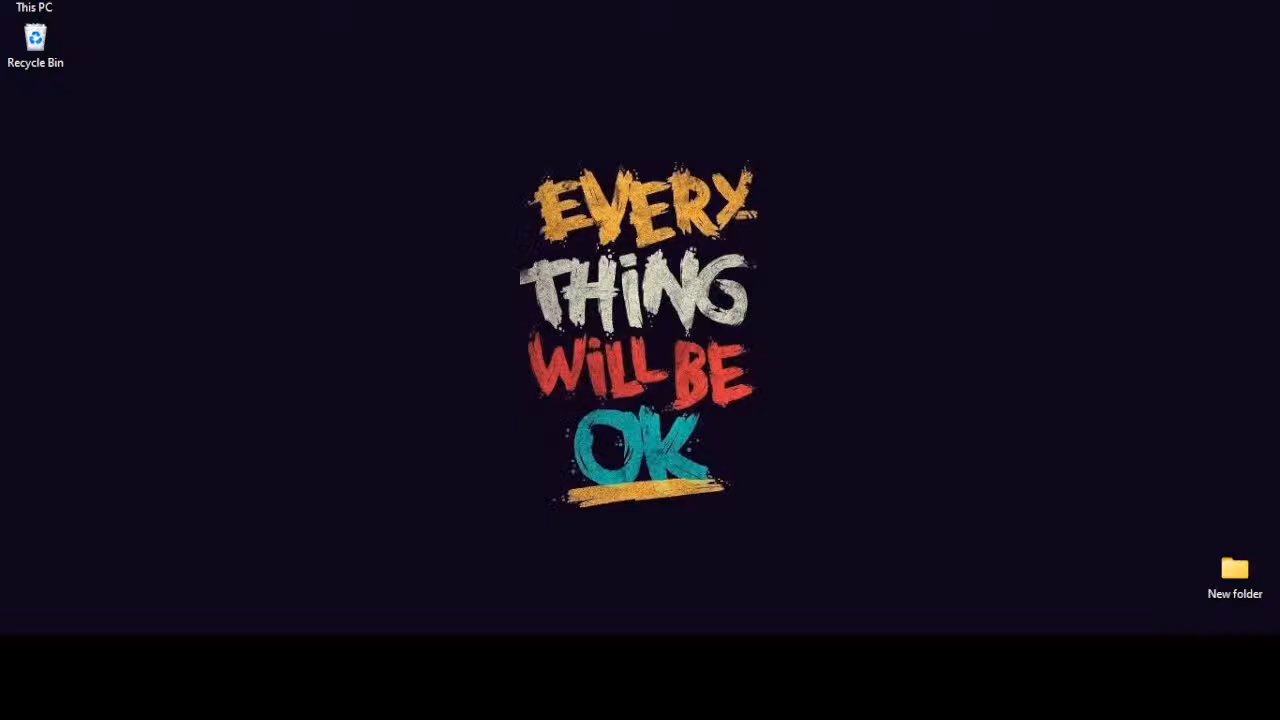 This PC
Recycle Bin
EVERY
THiNG
WiLL BE
OK
New folder